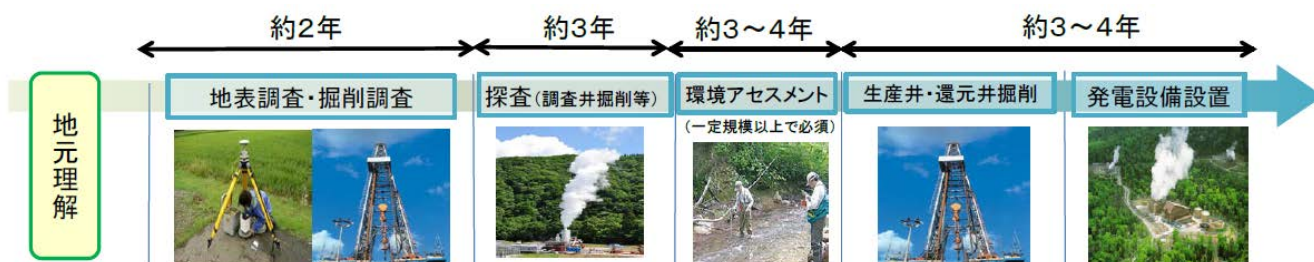 約2年
約3年
約3～4年
約3～4年
地元理解
地表調査・掘削調査
探査（調査井掘削等）
環境アセスメント
（一定規模以上で必須）
生産井・還元井掘削
発電設備設置